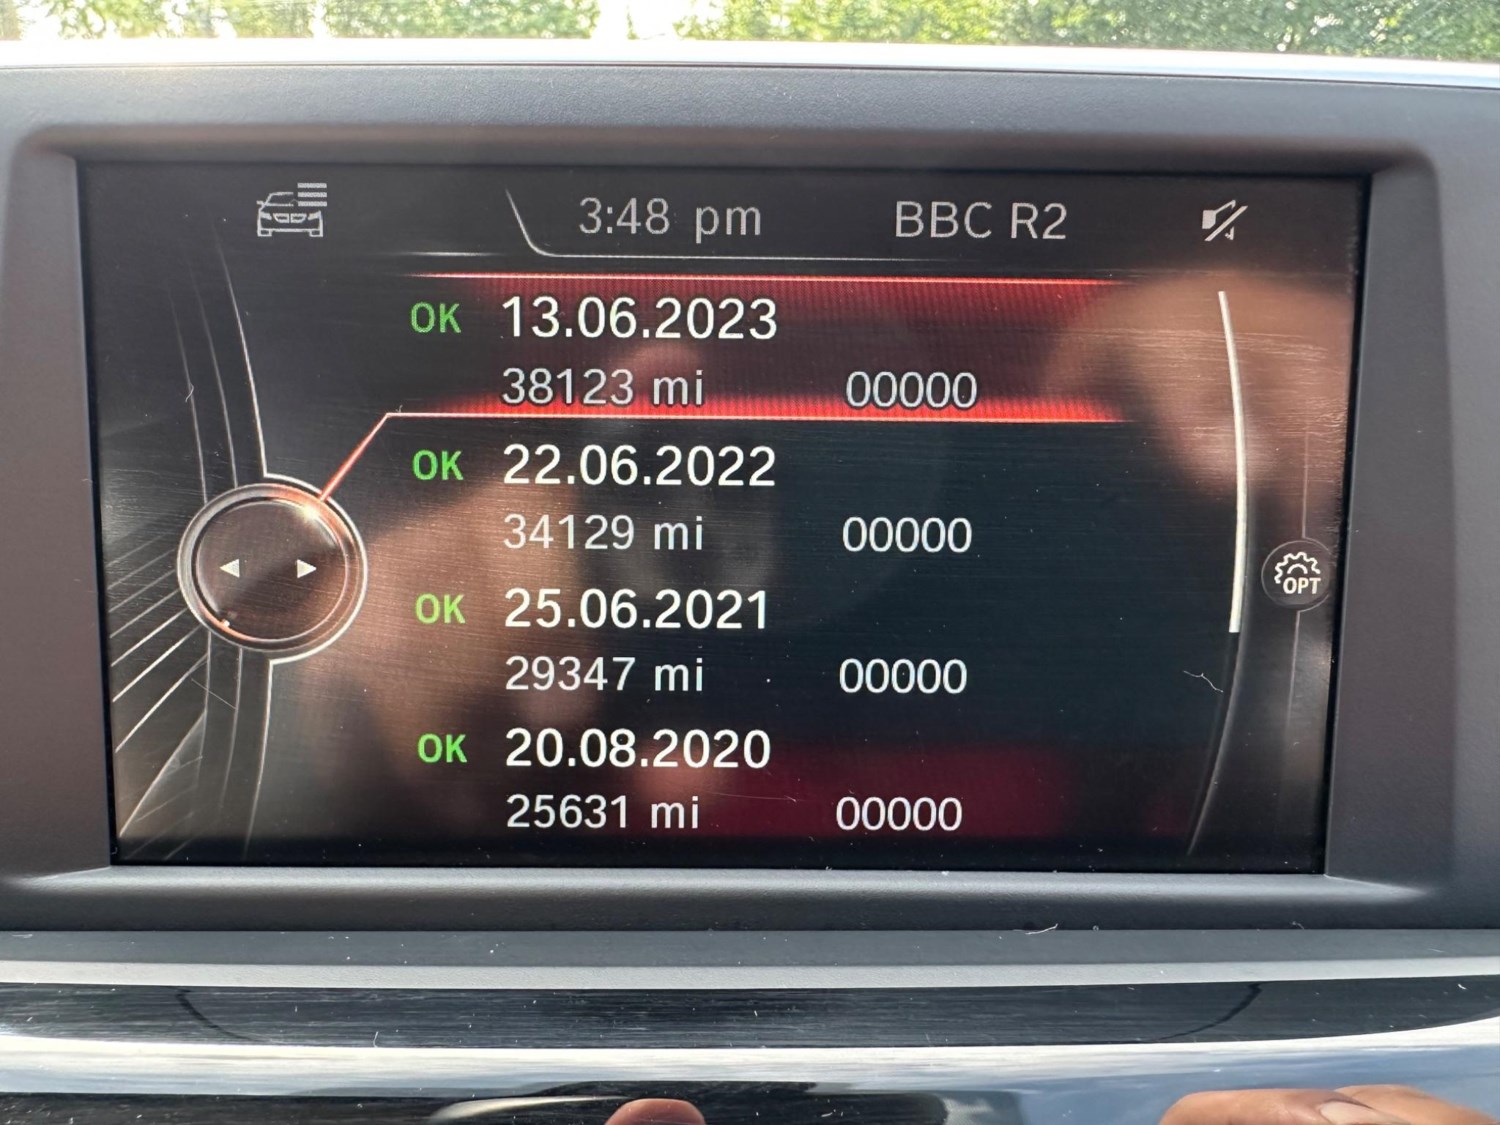 3:48 pm BBC R2
OK 13.06.2023
38123 mi 00000
OK 22.06.2022
34129 mi 00000
OPT
OK 25.06.2021
29347 mi 00000
OK 20.08.2020
25631 mi 00000